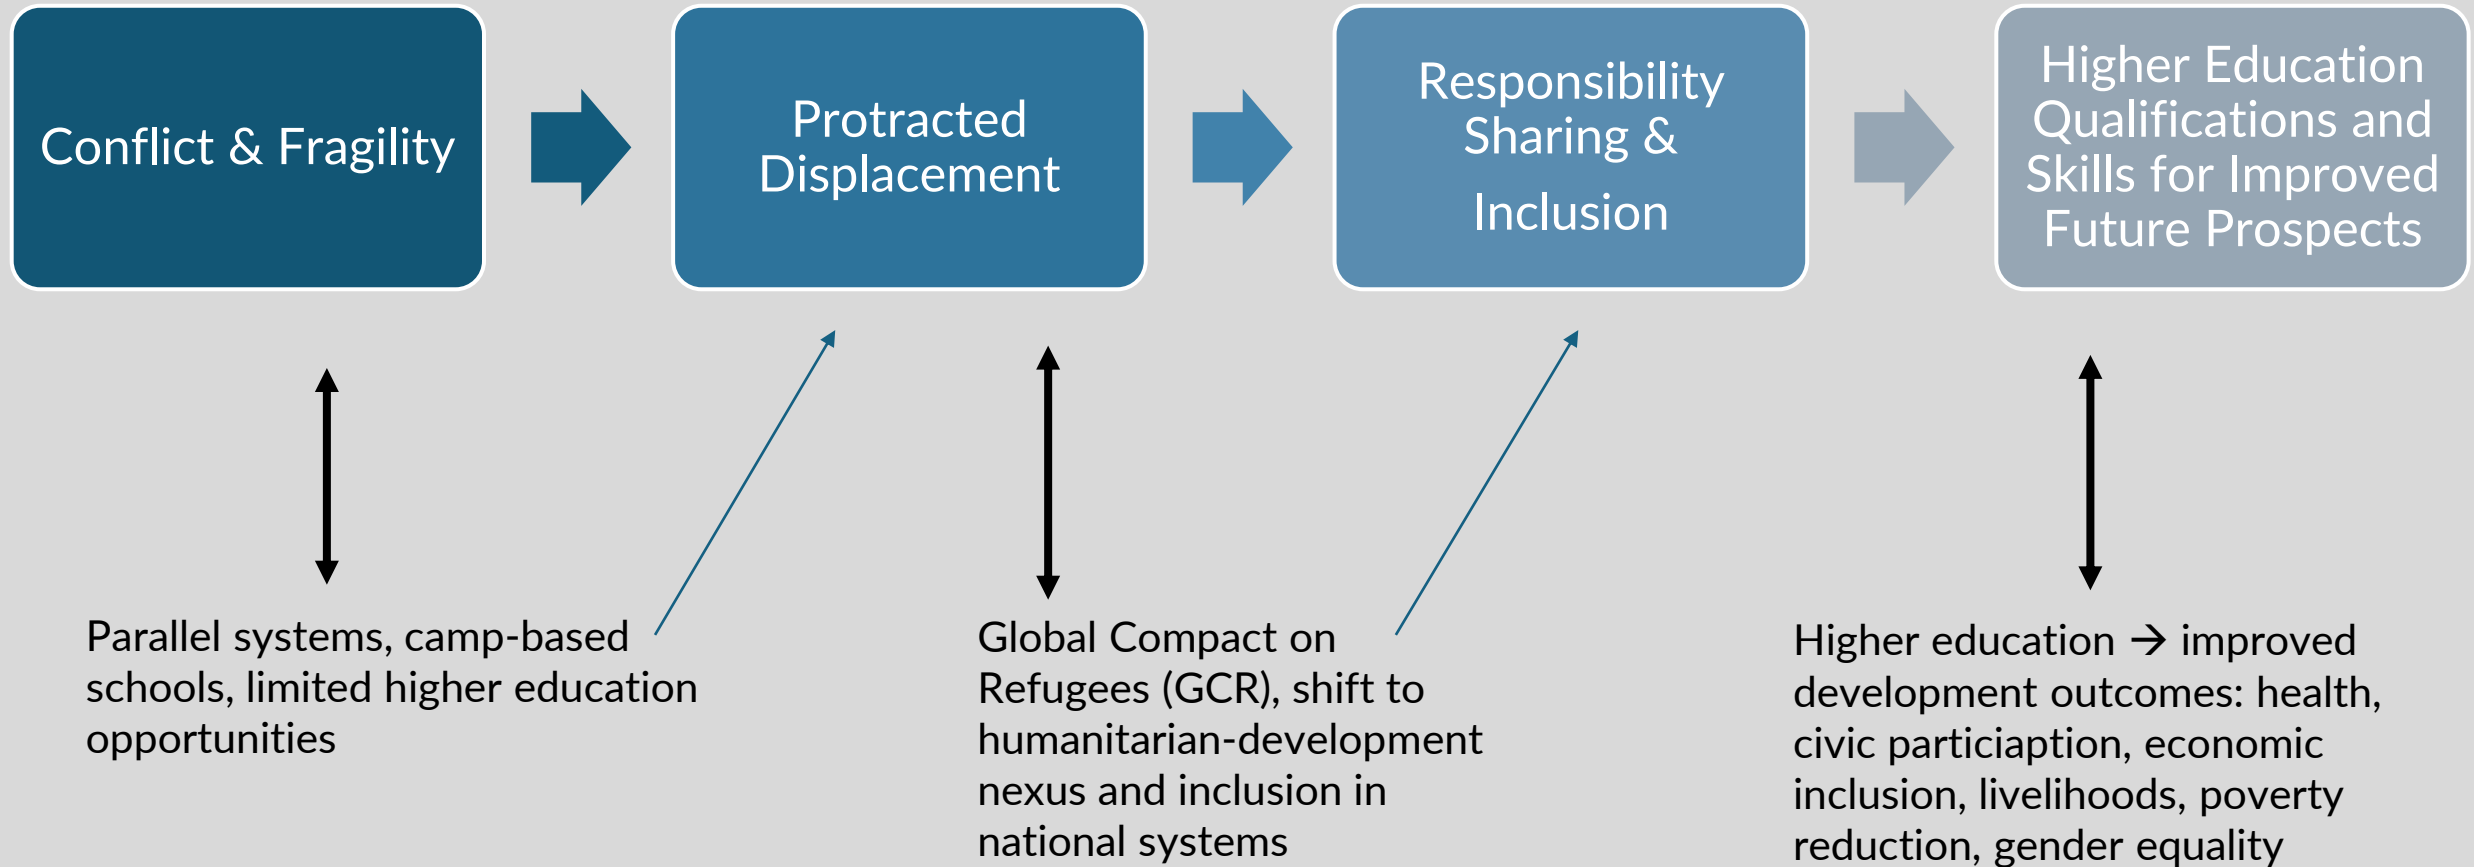 Conflict & Fragility
Protracted
Displacement
Responsibility
Sharing &
Inclusion
Higher Education
Qualifications and
Skills for Improved
Future Prospects
Parallel systems, camp-based
schools, limited higher education
opportunities
Global Compact on
Refugees (GCR), shift to
humanitarian-development
nexus and inclusion in
national systems
Higher education → improved
development outcomes: health,
civic particiaption, economic
inclusion, livelihoods, poverty
reduction, gender equality